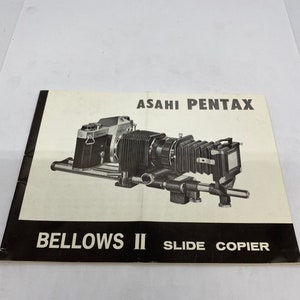 ASAHI PENTAX
BELLOWS II SLIDE COPIER